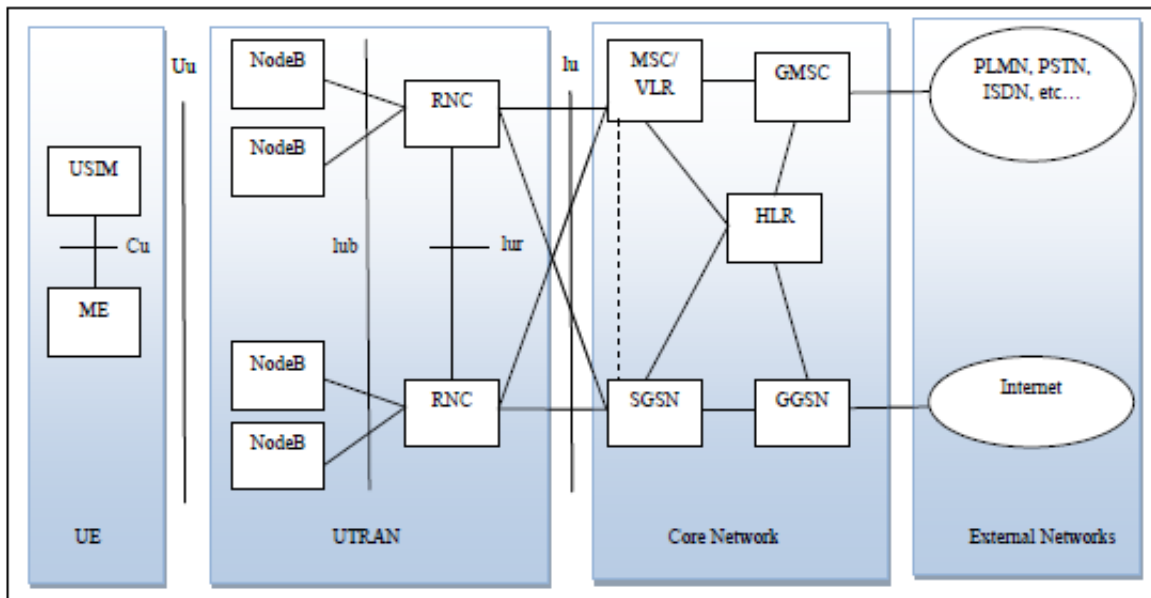 Uu
NodeB
NodeB
RNC
USIM
Cu
ME
Iub
Iur
NodeB
NodeB
RNC
Iu
MSC/
VLR
GMSC
HLR
SGSN
GGSN
PLMN, PSTN,
ISDN, etc…
Internet
UE
UTRAN
Core Network
External Networks